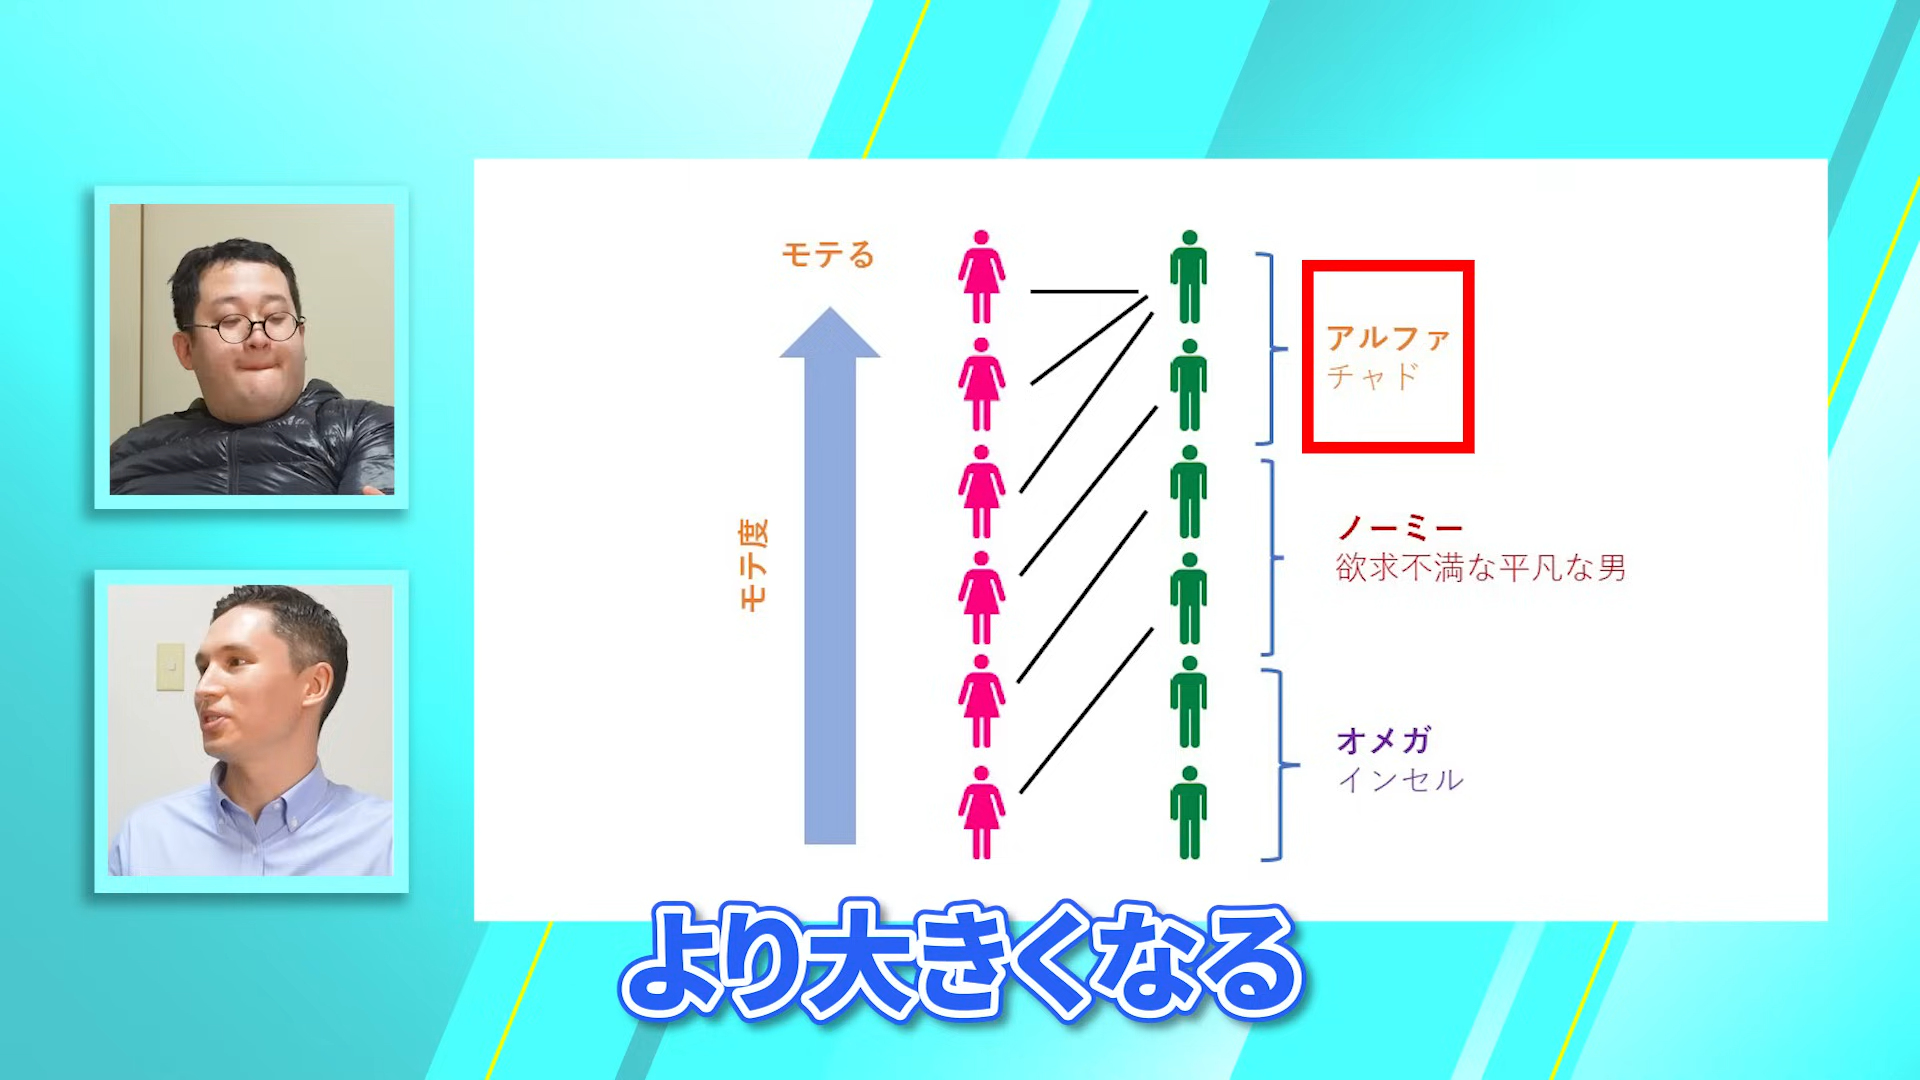 モテる
モテ度
アルファ
チャド
ノーミー
欲求不満な平凡な男
オメガ
インセル
より大きくなる